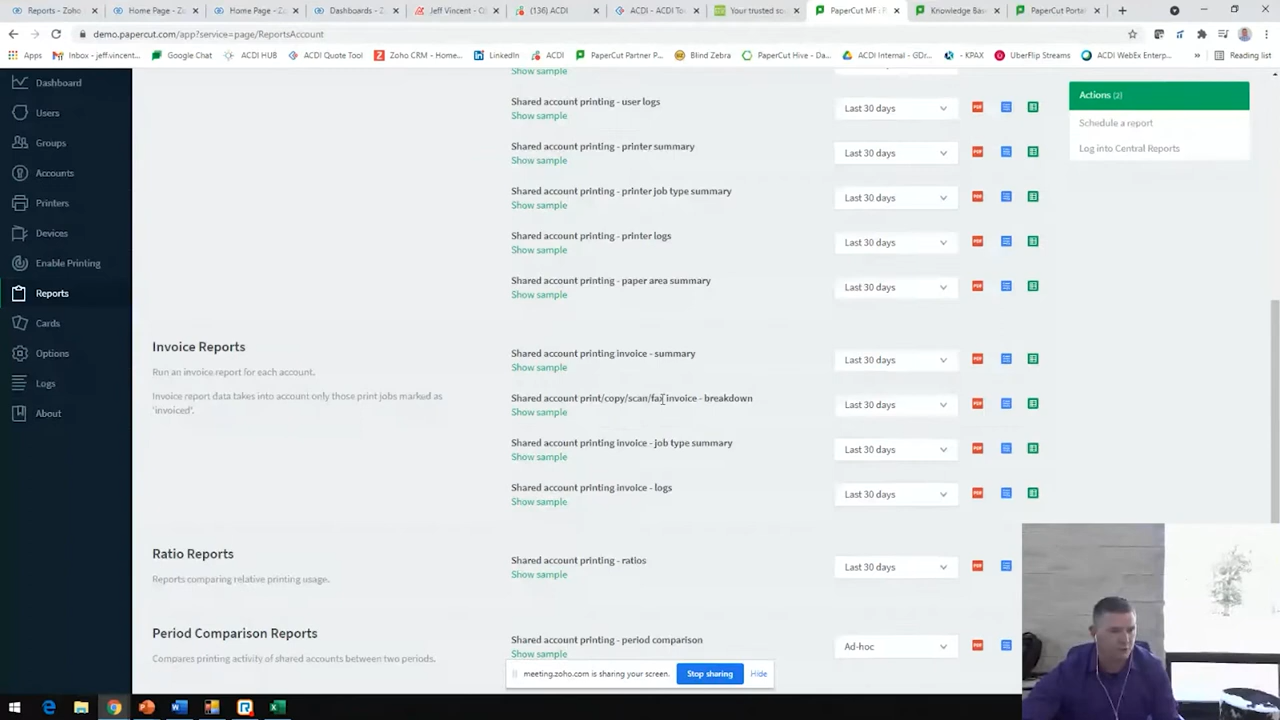 Reports - Zoho
Home Page - Z
Home Page - Z
Dashboards - Z
Jeff Vincent - O
(136) ACDI
ACDI - ACDI To
Your trusted so
PaperCut MF : R
Knowledge Base
PaperCut Portal
demo.papercut.com/app?service=page/ReportsAccount
Apps
Inbox - jeff.vincent...
Google Chat
ACDI HUB
ACDI Quote Tool
Zoho CRM - Home...
LinkedIn
ACDI
PaperCut Partner P...
Blind Zebra
PaperCut Hive - Da...
ACDI Internal - GDr...
- KPAX
UberFlip Streams
ACDI WebEx Enterp...
»
Reading list
Dashboard
Users
Groups
Accounts
Printers
Devices
Enable Printing
Reports
Cards
Options
Logs
About
Show sample
Shared account printing - user logs
Show sample
Last 30 days
Shared account printing - printer summary
Show sample
Last 30 days
Shared account printing - printer job type summary
Show sample
Last 30 days
Shared account printing - printer logs
Show sample
Last 30 days
Shared account printing - paper area summary
Show sample
Last 30 days
Actions (2)
Schedule a report
Log into Central Reports
Invoice Reports
Run an invoice report for each account.
Invoice report data takes into account only those print jobs marked as
'invoiced'.
Shared account printing invoice - summary
Show sample
Last 30 days
Shared account print/copy/scan/fax invoice - breakdown
Show sample
Last 30 days
Shared account printing invoice - job type summary
Show sample
Last 30 days
Shared account printing invoice - logs
Show sample
Last 30 days
Ratio Reports
Reports comparing relative printing usage.
Shared account printing - ratios
Show sample
Last 30 days
Period Comparison Reports
Compares printing activity of shared accounts between two periods.
Shared account printing - period comparison
Show sample
Ad-hoc
meeting.zoho.com is sharing your screen.
Stop sharing
Hide